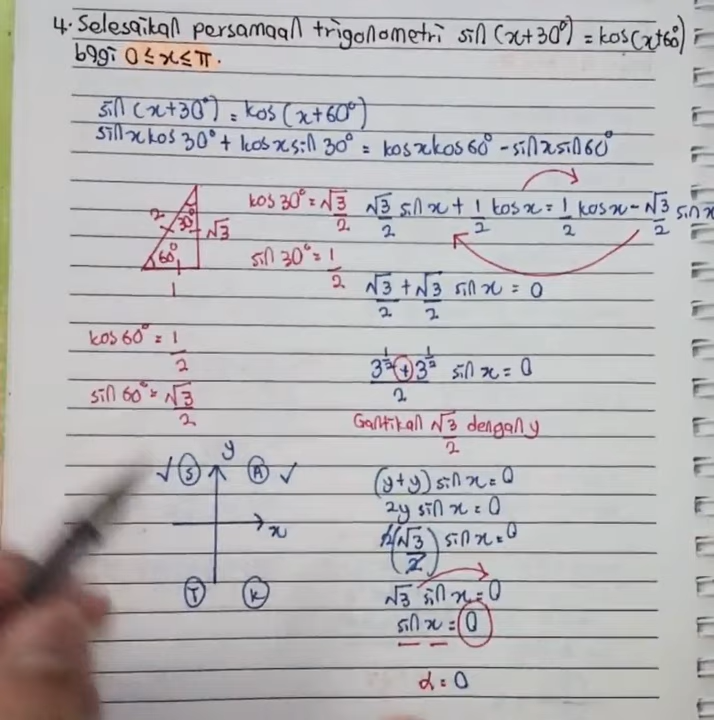 4. Selesaikan persamaan trigonometri sin (x+30°) = kos(x+60°)
bagi 0 ≤ x ≤ π.
sin (x+30°) = kos (x+60°)
sin x kos 30° + kos x sin 30° = kos x kos 60° - sin x sin 60°
2 30° √3 60° 1
kos 30° = √3/2
sin 30° = 1/2
√3/2 sin x + 1/2 kos x = 1/2 kos x - √3/2 sin x
√3/2 + √3/2 sin x = 0
kos 60° = 1/2
sin 60° = √3/2
(3^½ + 3^½)/2 sin x = 0
Gantikan √3/2 dengan y
✓ S y A ✓
x
T K
(y+y) sin x = 0
2y sin x = 0
2(√3/2) sin x = 0
√3 sin x = 0
sin x = 0
α = 0